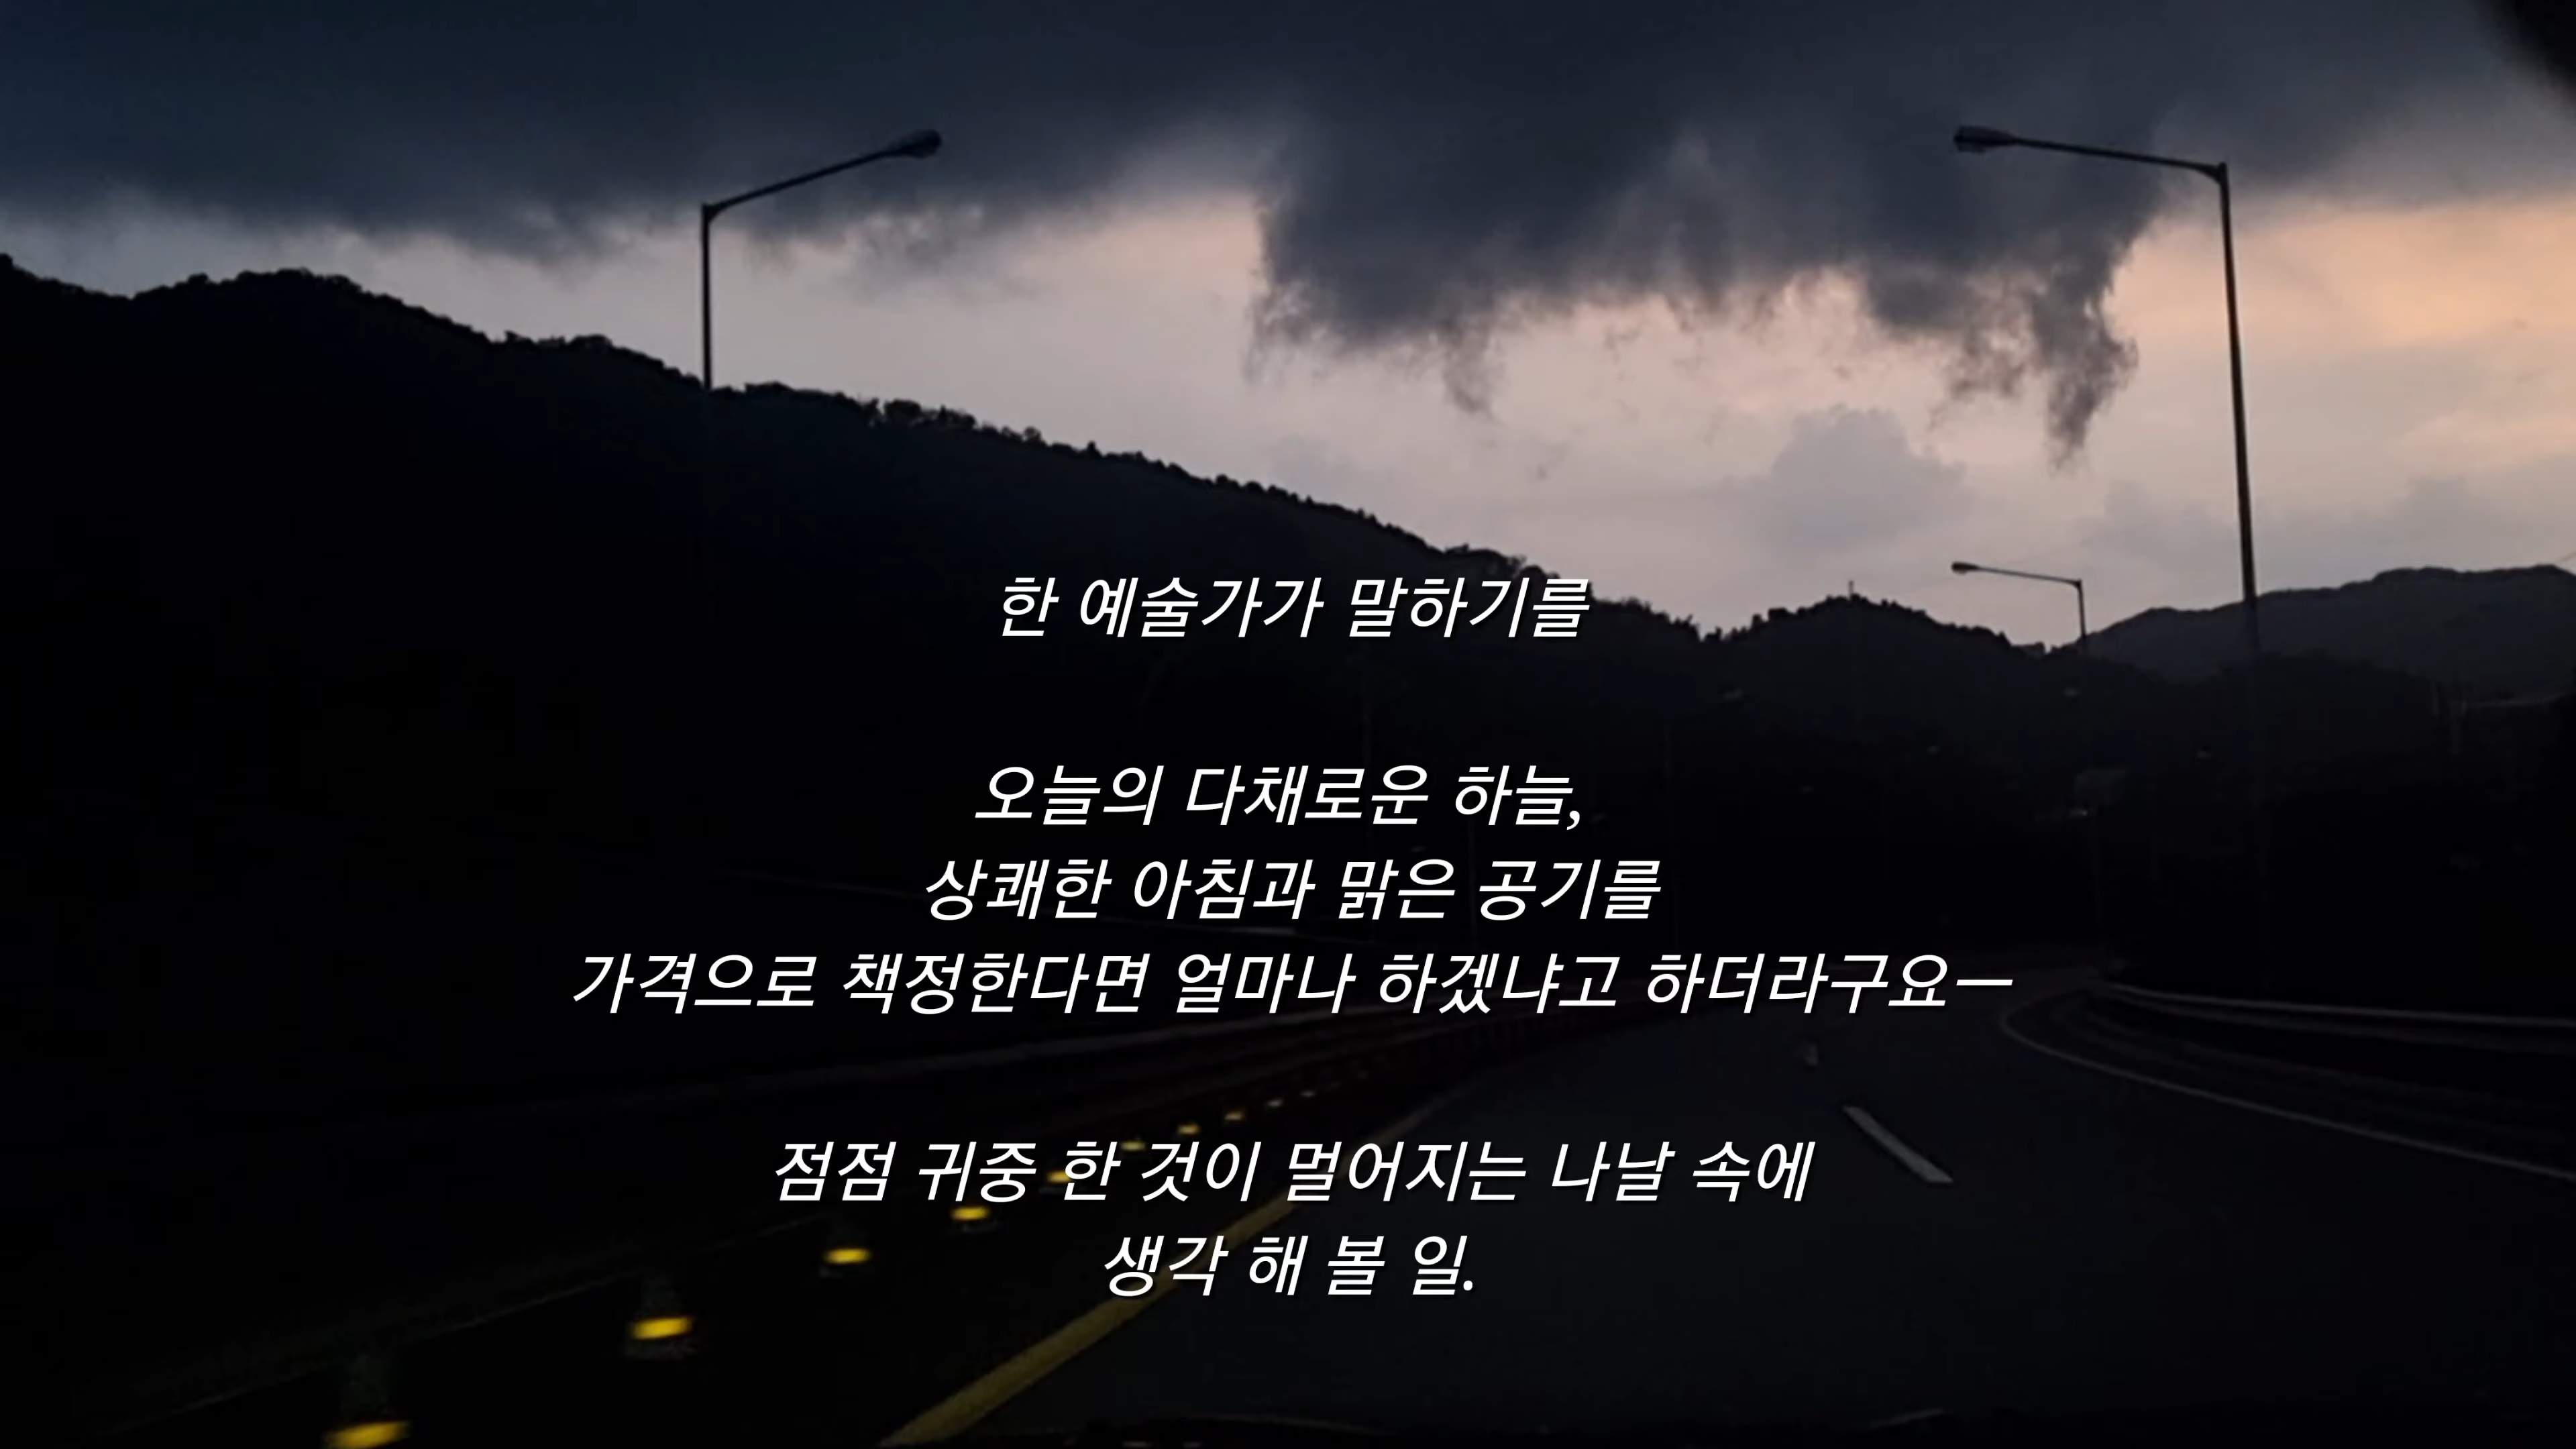 한 예술가가 말하기를
오늘의 다채로운 하늘,
상쾌한 아침과 맑은 공기를
가격으로 책정한다면 얼마나 하겠냐고 하더라구요ㅡ
점점 귀중 한 것이 멀어지는 나날 속에
생각 해 볼 일.